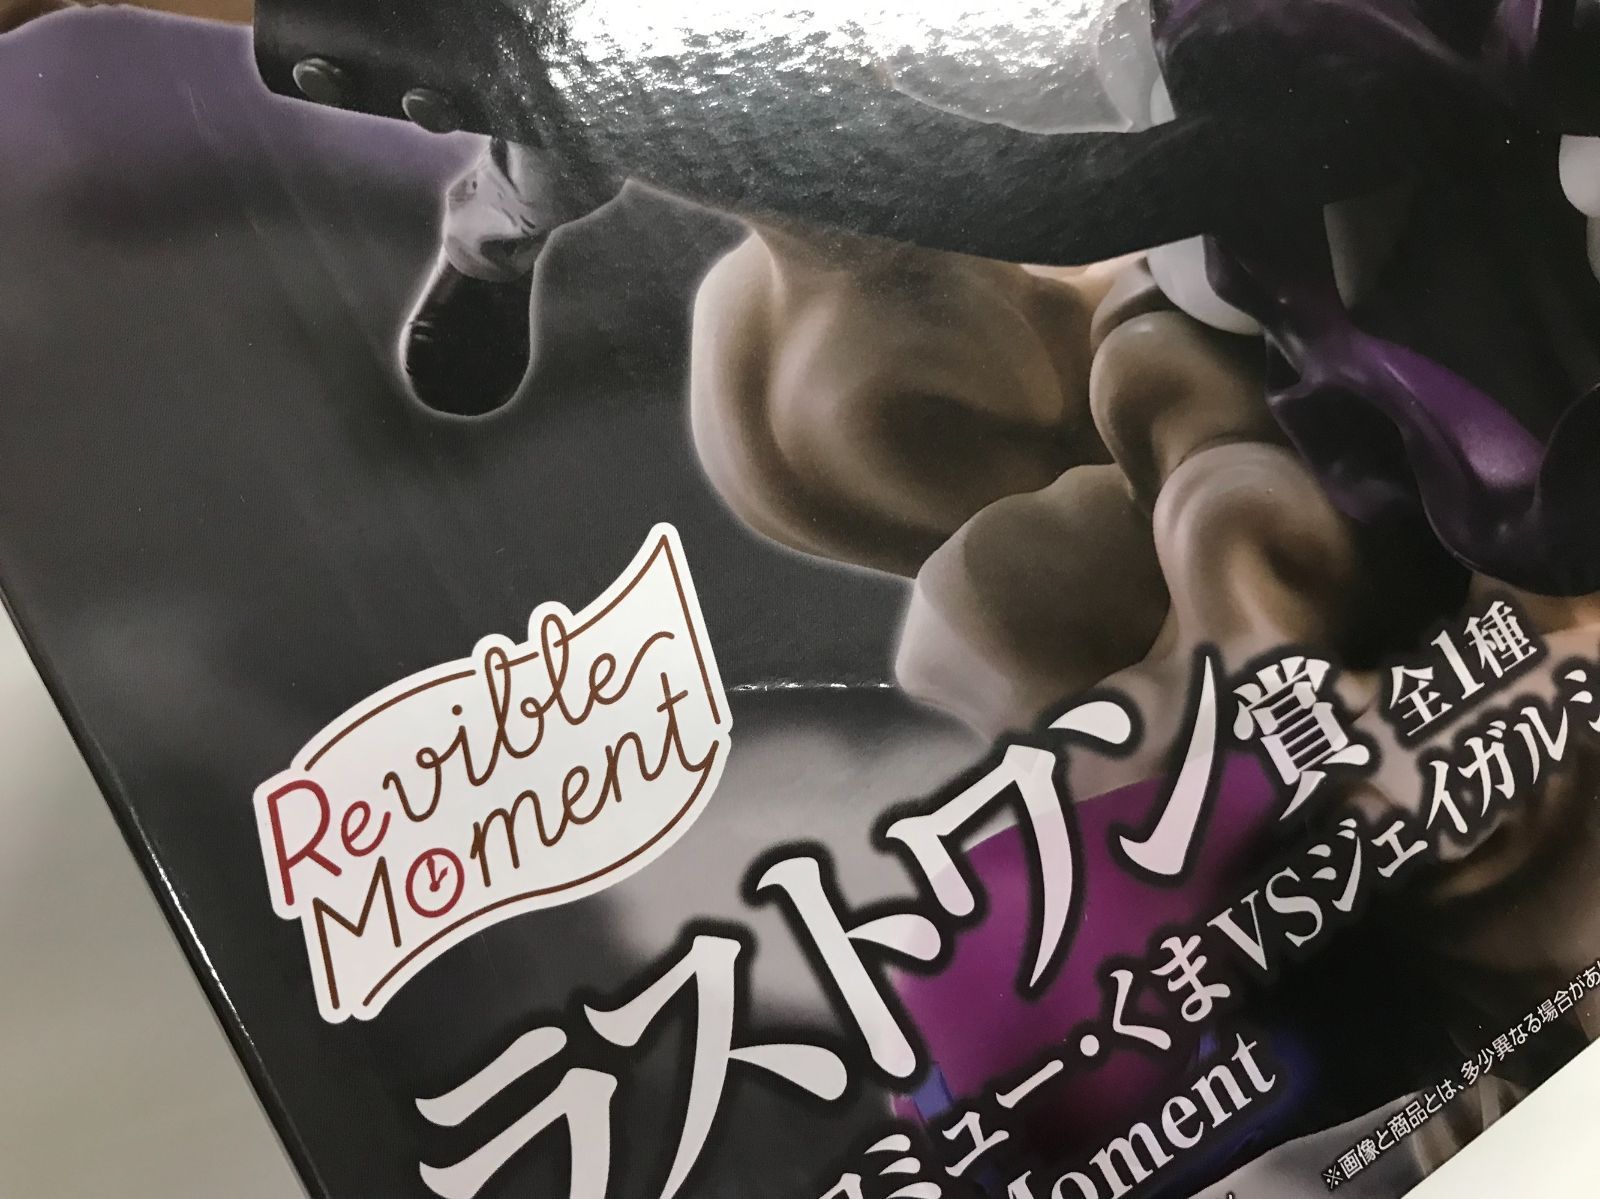 Revible
Moment
ラストワン賞 全1種
ミュー・くまVSジェイガルシ
Moment
※画像と商品とは、多少異なる場合があ